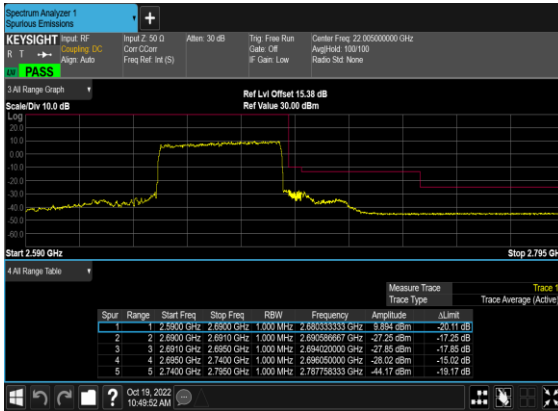 Spectrum Analyzer 1
Spurious Emissions
+
KEYSIGHT Input: RF Input Z: 50 Ω Atten: 30 dB Trig: Free Run Center Freq: 22.005000000 GHz
R T Coupling: DC Corr CCorr Gate: Off Avg|Hold: 100/100
Align: Auto Freq Ref: Int (S) IF Gain: Low Radio Std: None
PASS
3 All Range Graph
Ref Lvl Offset 15.38 dB
Scale/Div 10.0 dB Ref Value 30.00 dBm
Log
20.0
10.0
0.00
-10.0
-20.0
-30.0
-40.0
-50.0
-60.0
Start 2.590 GHz Stop 2.795 GH
4 All Range Table
Measure Trace Trace 1
Trace Type Trace Average (Active)
Spur Range Start Freq Stop Freq RBW Frequency Amplitude ΔLimit
1 1 2.5900 GHz 2.6900 GHz 1.000 MHz 2.680333333 GHz 9.894 dBm -20.11 dB
2 2 2.6900 GHz 2.6910 GHz 1.000 MHz 2.690586667 GHz -27.25 dBm -17.25 dB
3 3 2.6910 GHz 2.6950 GHz 1.000 MHz 2.694020000 GHz -27.85 dBm -17.85 dB
4 4 2.6950 GHz 2.7400 GHz 1.000 MHz 2.696050000 GHz -28.02 dBm -15.02 dB
5 5 2.7400 GHz 2.7950 GHz 1.000 MHz 2.787758333 GHz -44.17 dBm -19.17 dB
?
Oct 19, 2022
10:49:52 AM